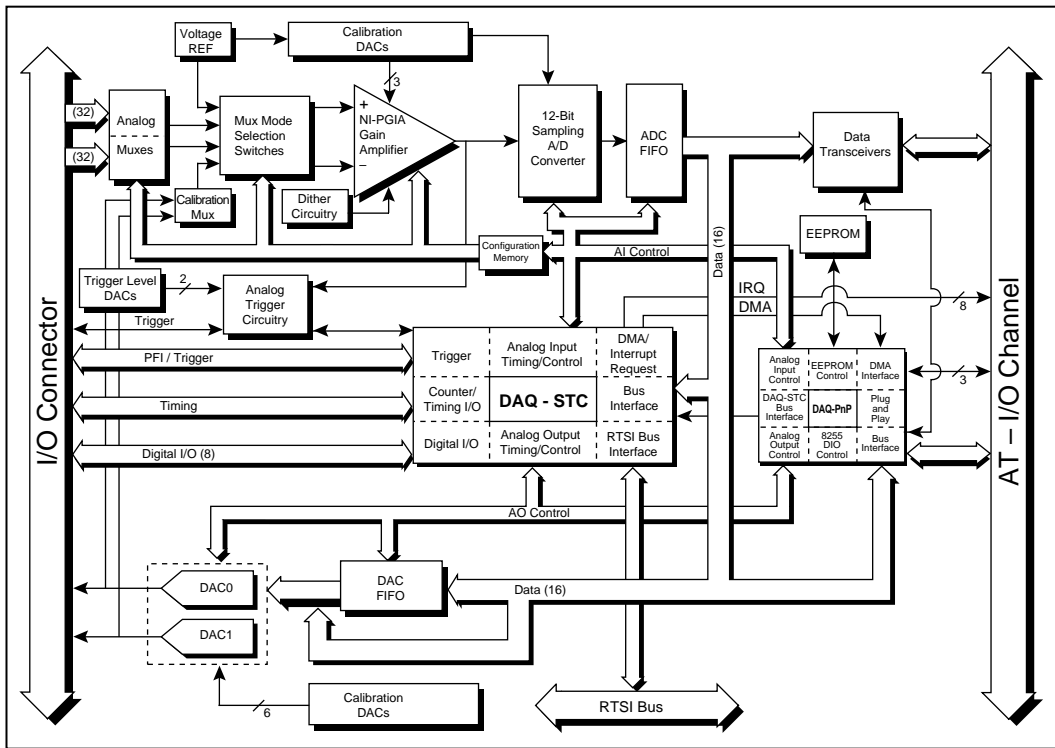 Voltage
REF
Calibration
DACs
3
(32)
(32)
Analog
Muxes
Mux Mode
Selection
Switches
+
NI-PGIA
Gain
Amplifier
–
12-Bit
Sampling
A/D
Converter
ADC
FIFO
Data
Transceivers
Calibration
Mux
Dither
Circuitry
Configuration
Memory
AI Control
Data (16)
EEPROM
I/O Connector
AT – I/O Channel
Trigger Level
DACs
2
Analog
Trigger
Circuitry
Trigger
IRQ
DMA
8
PFI / Trigger
Timing
Digital I/O (8)
Trigger
Analog Input
Timing/Control
DMA/
Interrupt
Request
Counter/
Timing I/O
DAQ - STC
Bus
Interface
Digital I/O
Analog Output
Timing/Control
RTSI Bus
Interface
Analog
Input
Control
EEPROM
Control
DMA
Interface
DAQ-STC
Bus
Interface
DAQ-PnP
Plug
and
Play
Analog
Output
Control
8255
DIO
Control
Bus
Interface
3
AO Control
DAC0
DAC1
DAC
FIFO
Data (16)
6
Calibration
DACs
RTSI Bus